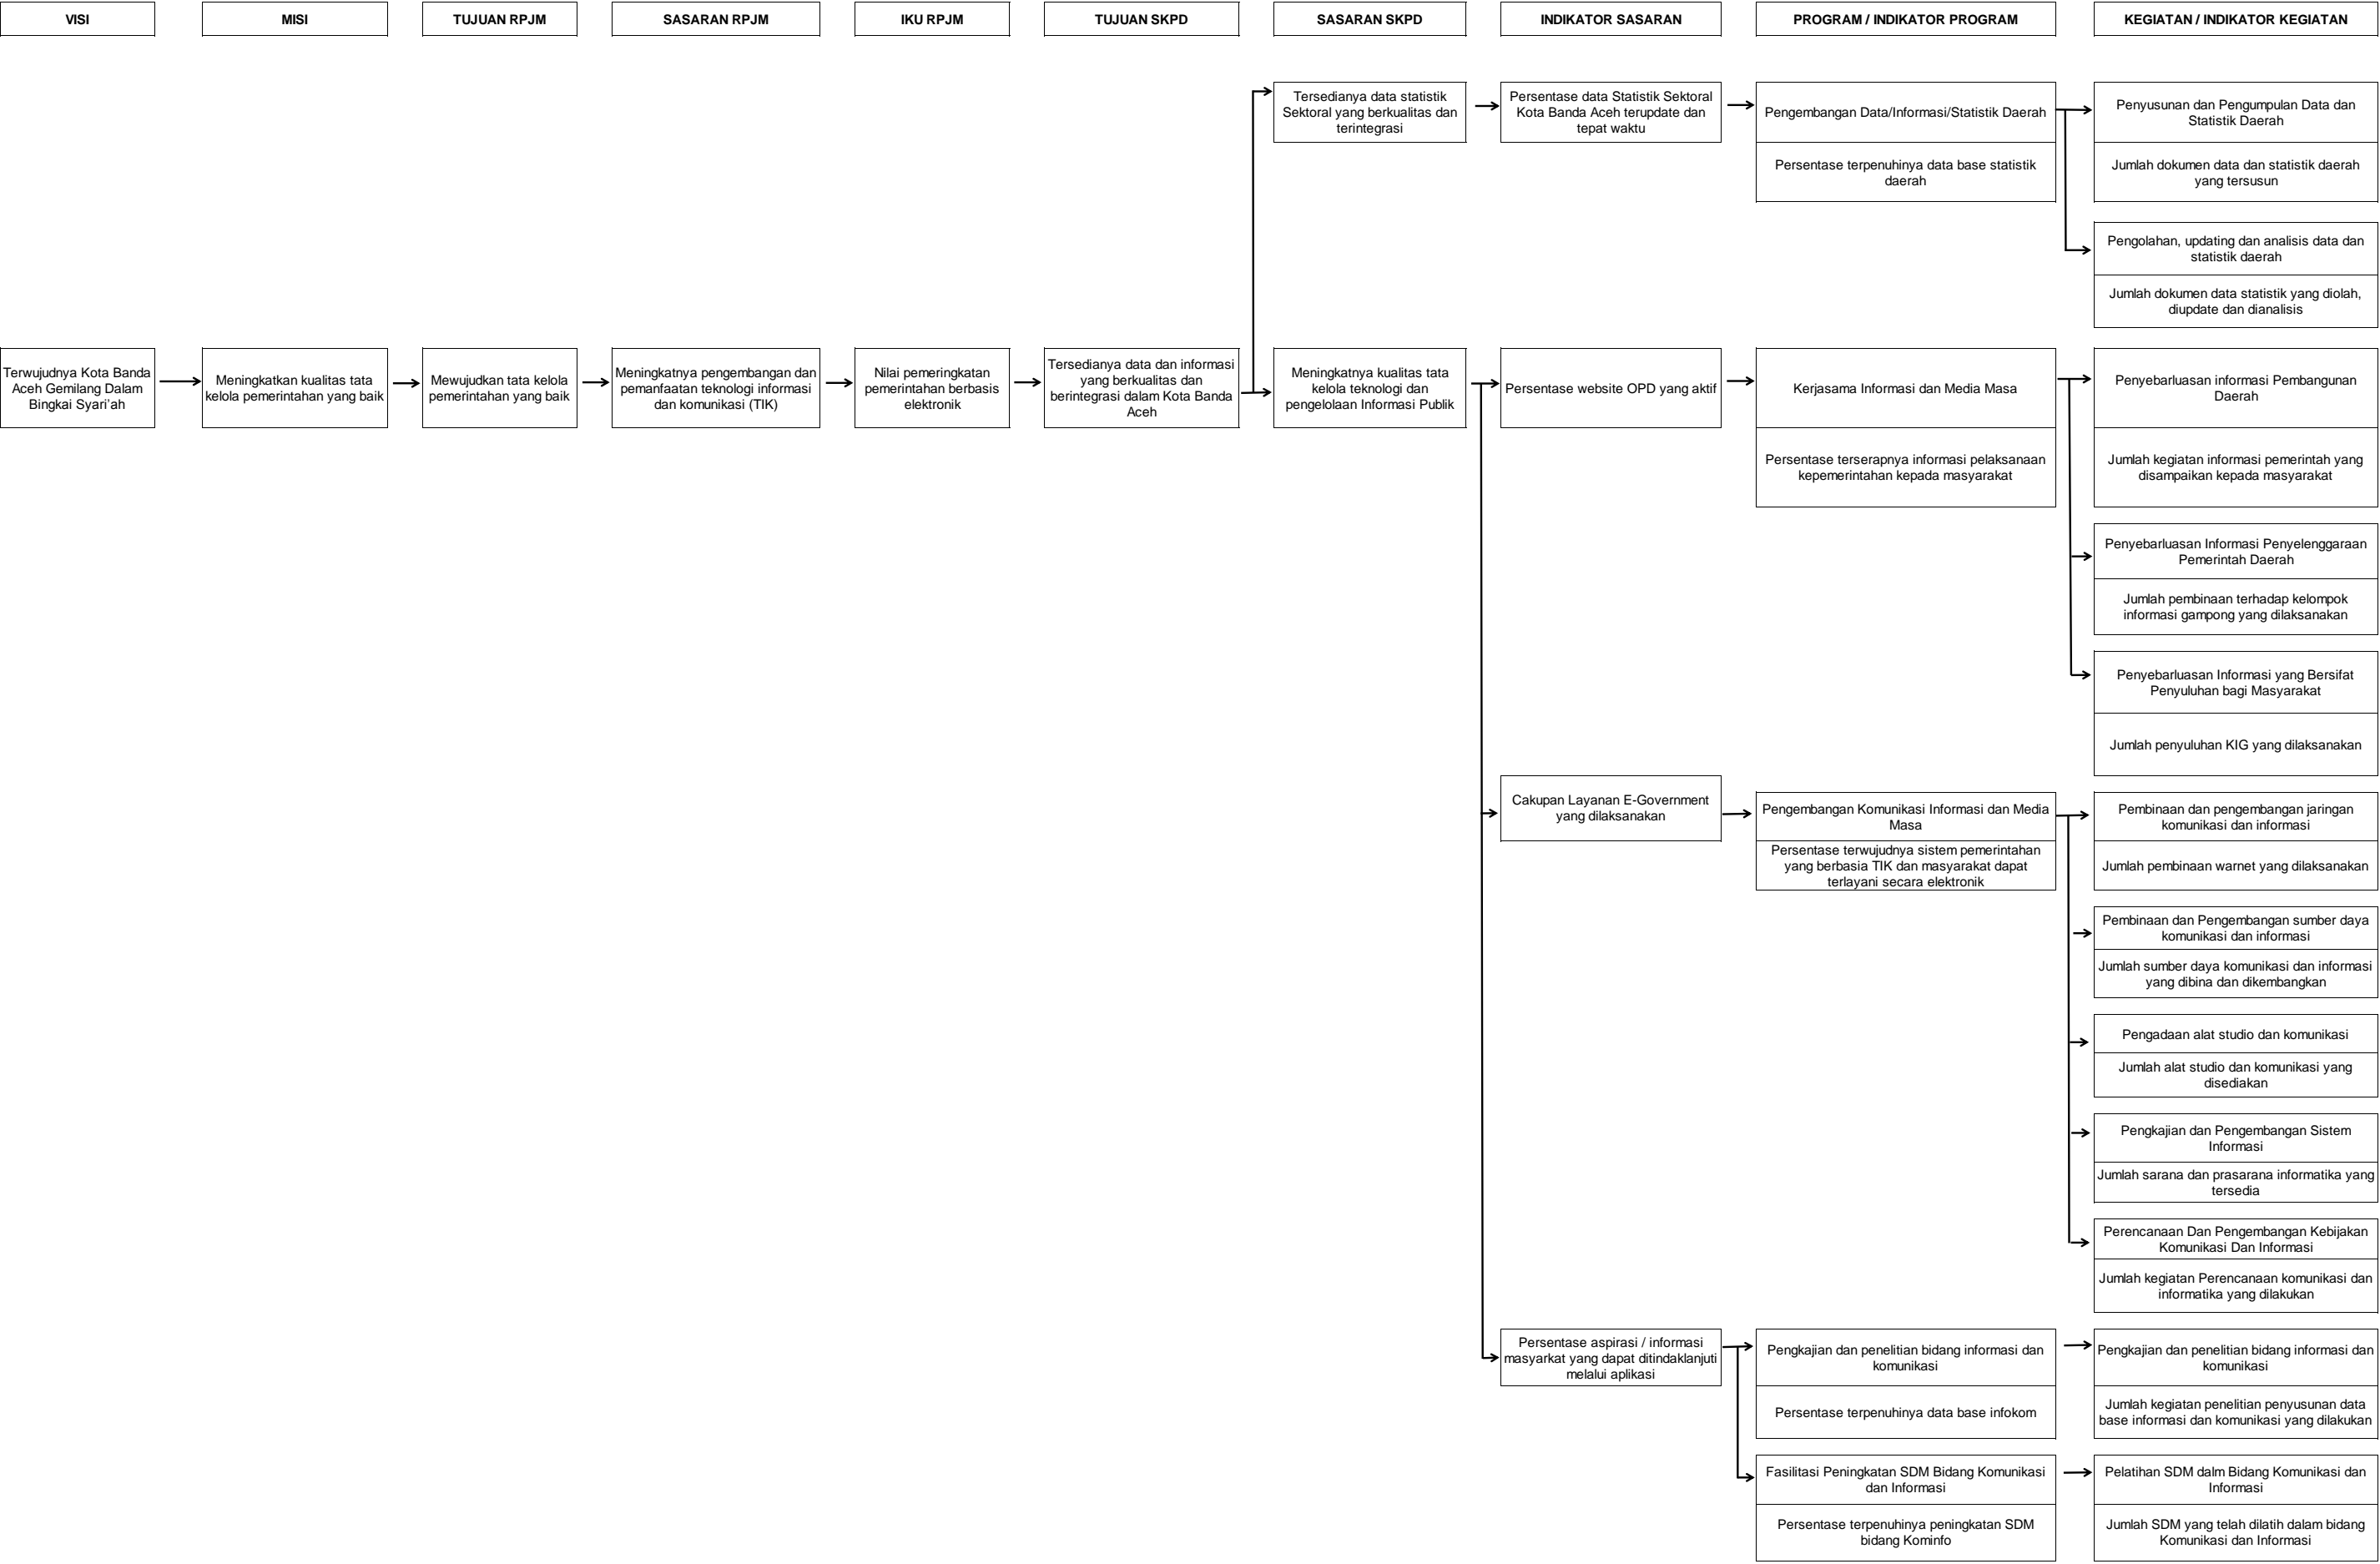 VISI
MISI
TUJUAN RPJM
SASARAN RPJM
IKU RPJM
TUJUAN SKPD
SASARAN SKPD
INDIKATOR SASARAN
PROGRAM / INDIKATOR PROGRAM
KEGIATAN / INDIKATOR KEGIATAN
Tersedianya data statistik
Sektoral yang berkualitas dan
terintegrasi
Persentase data Statistik Sektoral
Kota Banda Aceh terupdate dan
tepat waktu
Pengembangan Data/Informasi/Statistik Daerah
Persentase terpenuhinya data base statistik
daerah
Penyusunan dan Pengumpulan Data dan
Statistik Daerah
Jumlah dokumen data dan statistik daerah
yang tersusun
Pengolahan, updating dan analisis data dan
statistik daerah
Jumlah dokumen data statistik yang diolah,
diupdate dan dianalisis
Terwujudnya Kota Banda
Aceh Gemilang Dalam
Bingkai Syari'ah
Meningkatkan kualitas tata
kelola pemerintahan yang baik
Mewujudkan tata kelola
pemerintahan yang baik
Meningkatnya pengembangan dan
pemanfaatan teknologi informasi
dan komunikasi (TIK)
Nilai pemeringkatan
pemerintahan berbasis
elektronik
Tersedianya data dan informasi
yang berkualitas dan
berintegrasi dalam Kota Banda
Aceh
Meningkatnya kualitas tata
kelola teknologi dan
pengelolaan Informasi Publik
Persentase website OPD yang aktif
Kerjasama Informasi dan Media Masa
Persentase terserapnya informasi pelaksanaan
kepemerintahan kepada masyarakat
Penyebarluasan informasi Pembangunan
Daerah
Jumlah kegiatan informasi pemerintah yang
disampaikan kepada masyarakat
Penyebarluasan Informasi Penyelenggaraan
Pemerintah Daerah
Jumlah pembinaan terhadap kelompok
informasi gampong yang dilaksanakan
Penyebarluasan Informasi yang Bersifat
Penyuluhan bagi Masyarakat
Jumlah penyuluhan KIG yang dilaksanakan
Cakupan Layanan E-Government
yang dilaksanakan
Pengembangan Komunikasi Informasi dan Media
Masa
Persentase terwujudnya sistem pemerintahan
yang berbasia TIK dan masyarakat dapat
terlayani secara elektronik
Pembinaan dan pengembangan jaringan
komunikasi dan informasi
Jumlah pembinaan warnet yang dilaksanakan
Pembinaan dan Pengembangan sumber daya
komunikasi dan informasi
Jumlah sumber daya komunikasi dan informasi
yang dibina dan dikembangkan
Pengadaan alat studio dan komunikasi
Jumlah alat studio dan komunikasi yang
disediakan
Pengkajian dan Pengembangan Sistem
Informasi
Jumlah sarana dan prasarana informatika yang
tersedia
Perencanaan Dan Pengembangan Kebijakan
Komunikasi Dan Informasi
Jumlah kegiatan Perencanaan komunikasi dan
informatika yang dilakukan
Persentase aspirasi / informasi
masyarkat yang dapat ditindaklanjuti
melalui aplikasi
Pengkajian dan penelitian bidang informasi dan
komunikasi
Persentase terpenuhinya data base infokom
Pengkajian dan penelitian bidang informasi dan
komunikasi
Jumlah kegiatan penelitian penyusunan data
base informasi dan komunikasi yang dilakukan
Fasilitasi Peningkatan SDM Bidang Komunikasi
dan Informasi
Persentase terpenuhinya peningkatan SDM
bidang Kominfo
Pelatihan SDM dalm Bidang Komunikasi dan
Informasi
Jumlah SDM yang telah dilatih dalam bidang
Komunikasi dan Informasi